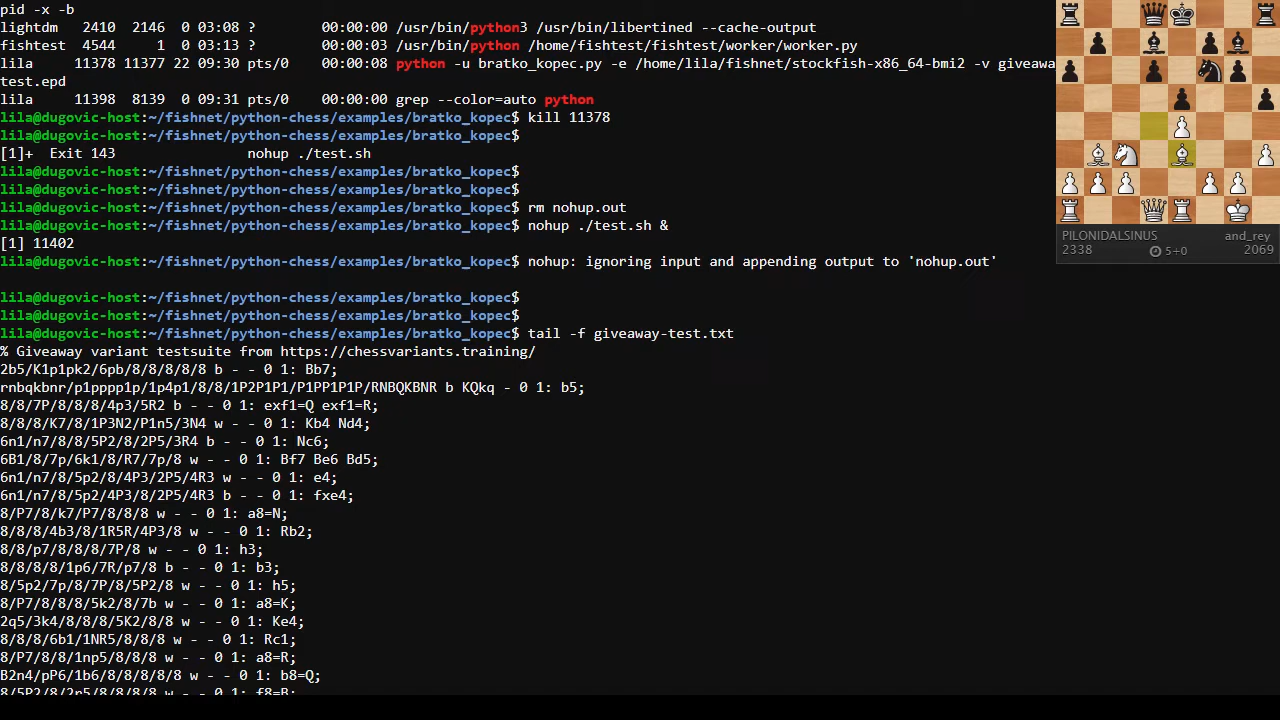 pid -x -b
lightdm   2410  2146  0 03:08 ?        00:00:00 /usr/bin/python3 /usr/bin/libertined --cache-output
fishtest  4544     1  0 03:13 ?        00:00:03 /usr/bin/python /home/fishtest/fishtest/worker/worker.py
lila     11378 11377 22 09:30 pts/0    00:00:08 python -u bratko_kopec.py -e /home/lila/fishnet/stockfish-x86_64-bmi2 -v giveawa
test.epd
lila     11398  8139  0 09:31 pts/0    00:00:00 grep --color=auto python
lila@dugovic-host:~/fishnet/python-chess/examples/bratko_kopec$ kill 11378
lila@dugovic-host:~/fishnet/python-chess/examples/bratko_kopec$
[1]+  Exit 143                nohup ./test.sh
lila@dugovic-host:~/fishnet/python-chess/examples/bratko_kopec$
lila@dugovic-host:~/fishnet/python-chess/examples/bratko_kopec$
lila@dugovic-host:~/fishnet/python-chess/examples/bratko_kopec$ rm nohup.out
lila@dugovic-host:~/fishnet/python-chess/examples/bratko_kopec$ nohup ./test.sh &
[1] 11402
lila@dugovic-host:~/fishnet/python-chess/examples/bratko_kopec$ nohup: ignoring input and appending output to 'nohup.out'
lila@dugovic-host:~/fishnet/python-chess/examples/bratko_kopec$
lila@dugovic-host:~/fishnet/python-chess/examples/bratko_kopec$
lila@dugovic-host:~/fishnet/python-chess/examples/bratko_kopec$ tail -f giveaway-test.txt
% Giveaway variant testsuite from https://chessvariants.training/
2b5/K1p1pk2/6pb/8/8/8/8/8 b - - 0 1: Bb7;
rnbqkbnr/p1pppp1p/1p4p1/8/8/1P2P1P1/P1PP1P1P/RNBQKBNR b KQkq - 0 1: b5;
8/8/7P/8/8/8/4p3/5R2 b - - 0 1: exf1=Q exf1=R;
8/8/8/K7/8/1P3N2/P1n5/3N4 w - - 0 1: Kb4 Nd4;
6n1/n7/8/8/5P2/8/2P5/3R4 b - - 0 1: Nc6;
6B1/8/7p/6k1/8/R7/7p/8 w - - 0 1: Bf7 Be6 Bd5;
6n1/n7/8/5p2/8/4P3/2P5/4R3 w - - 0 1: e4;
6n1/n7/8/5p2/4P3/8/2P5/4R3 b - - 0 1: fxe4;
8/P7/8/k7/P7/8/8/8 w - - 0 1: a8=N;
8/8/8/4b3/8/1R5R/4P3/8 w - - 0 1: Rb2;
8/8/p7/8/8/8/7P/8 w - - 0 1: h3;
8/8/8/8/1p6/7R/p7/8 b - - 0 1: b3;
8/5p2/7p/8/7P/8/5P2/8 w - - 0 1: h5;
8/P7/8/8/8/5k2/8/7b w - - 0 1: a8=K;
2q5/3k4/8/8/8/5K2/8/8 w - - 0 1: Ke4;
8/8/8/6b1/1NR5/8/8/8 w - - 0 1: Rc1;
8/P7/8/8/1np5/8/8/8 w - - 0 1: a8=R;
B2n4/pP6/1b6/8/8/8/8/8 w - - 0 1: b8=Q;
8/5P2/8/2r5/8/8/8/8 w - - 0 1: f8=B;
PILONIDALSINUS and_rey
2338 5+0 2069